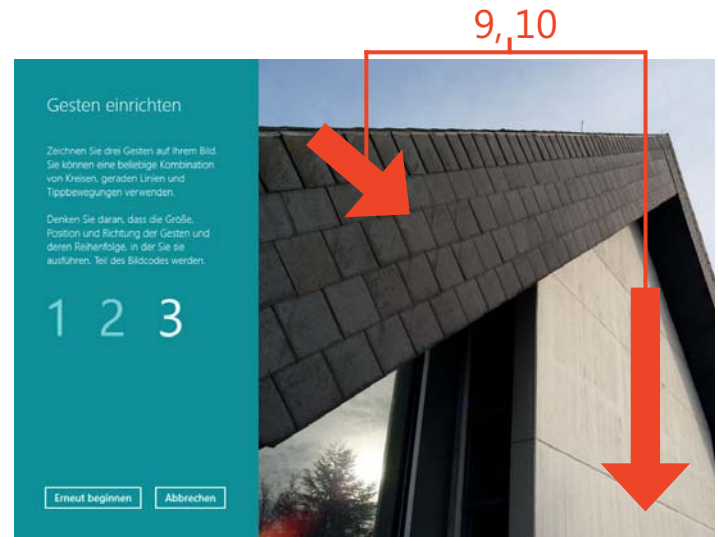 9, 10
Gesten einrichten
Zeichnen Sie drei Gesten auf Ihrem Bild.
Sie können eine beliebige Kombination
von Kreisen, geraden Linien und
Tippbewegungen verwenden.
Denken Sie daran, dass die Größe,
Position und Richtung der Gesten und
deren Reihenfolge, in der Sie sie
ausführen, Teil des Bildcodes werden.
1 2 3
Erneut beginnen Abbrechen